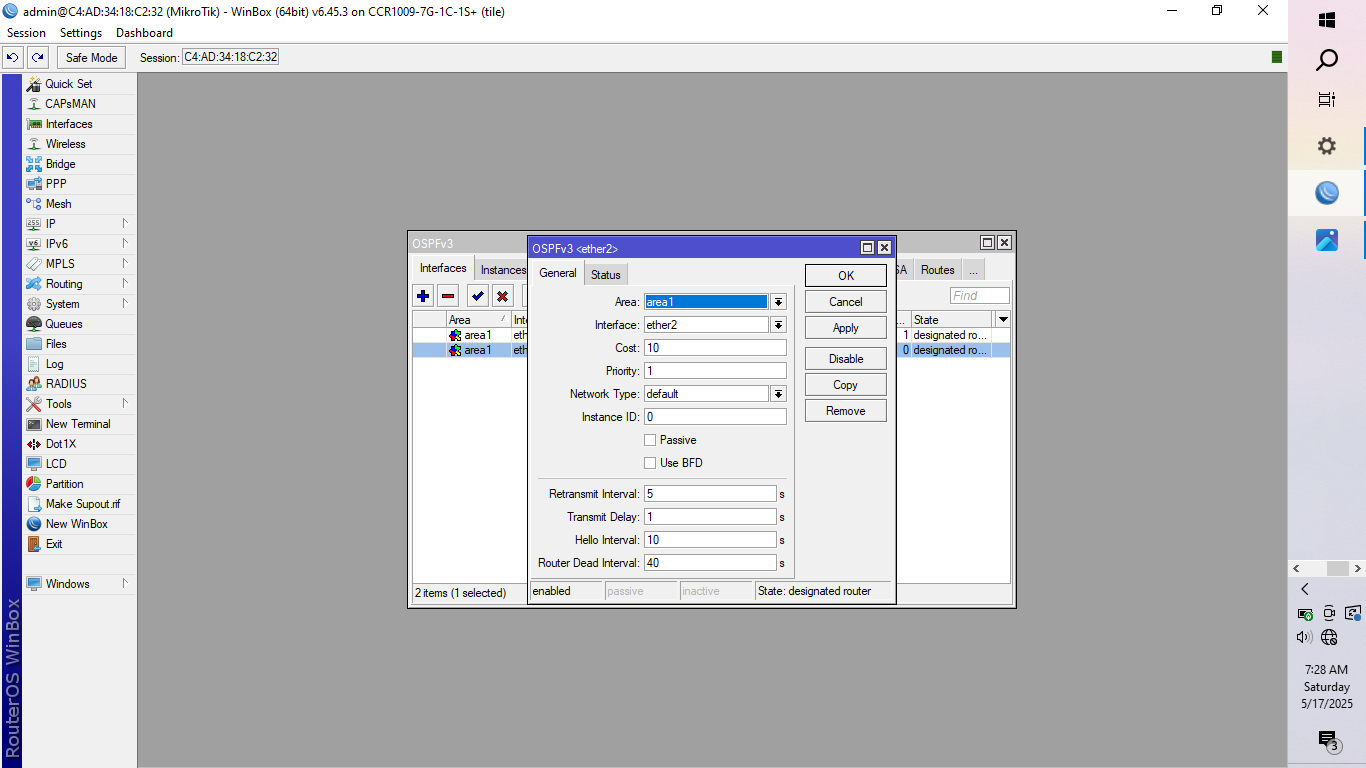 admin@C4:AD:34:18:C2:32 (MikroTik) - WinBox (64bit) v6.45.3 on CCR1009-7G-1C-1S+ (tile)
Session Settings Dashboard
Safe Mode Session: C4:AD:34:18:C2:32
Quick Set
CAPsMAN
Interfaces
Wireless
Bridge
PPP
Mesh
IP
IPv6
MPLS
Routing
System
Queues
Files
Log
RADIUS
Tools
New Terminal
Dot1X
LCD
Partition
Make Supout.rif
New WinBox
Exit
Windows
RouterOS WinBox
OSPFv3
Interfaces Instances
SA Routes ...
Find
Area Int
... State
area1 eth
1 designated ro...
area1 eth
0 designated ro...
2 items (1 selected)
OSPFv3 <ether2>
General Status
Area: area1
Interface: ether2
Cost: 10
Priority: 1
Network Type: default
Instance ID: 0
Passive
Use BFD
Retransmit Interval: 5 s
Transmit Delay: 1 s
Hello Interval: 10 s
Router Dead Interval: 40 s
OK
Cancel
Apply
Disable
Copy
Remove
enabled passive inactive State: designated router
7:28 AM
Saturday
5/17/2025
3